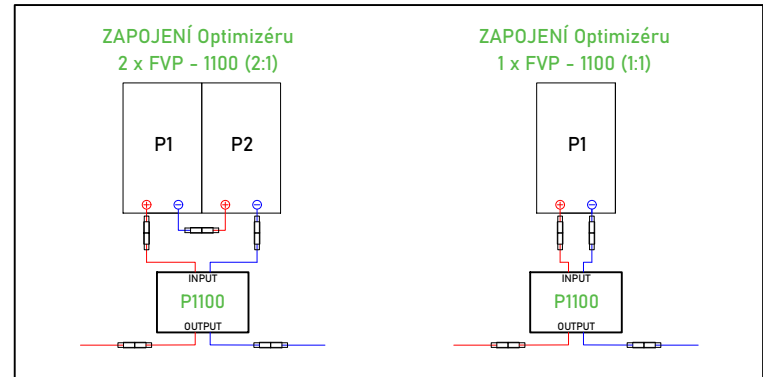 ZAPOJENÍ Optimizéru
2 x FVP - 1100 (2:1)
P1
P2
+
−
+
−
INPUT
P1100
OUTPUT
ZAPOJENÍ Optimizéru
1 x FVP - 1100 (1:1)
P1
+
−
INPUT
P1100
OUTPUT